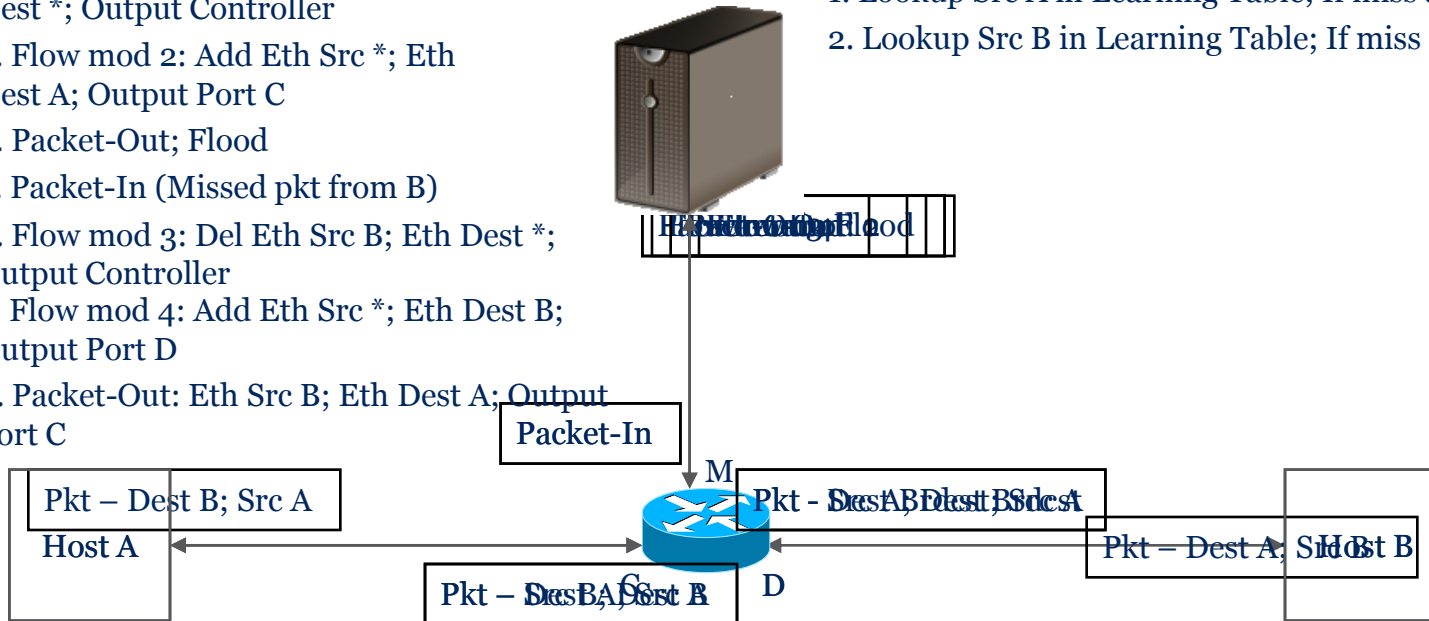 est *; Output Controller
. Flow mod 2: Add Eth Src *; Eth
est A; Output Port C
. Packet-Out; Flood
. Packet-In (Missed pkt from B)
. Flow mod 3: Del Eth Src B; Eth Dest *;
utput Controller
Flow mod 4: Add Eth Src *; Eth Dest B;
utput Port D
. Packet-Out: Eth Src B; Eth Dest A; Output
ort C
1. Lookup Src A in Learning Table; If miss
2. Lookup Src B in Learning Table; If miss
Packet-In
M
Pkt – Dest B; Src A
Host A
Pkt -
Pkt – Dest A;
Host B
C
D
Pkt –